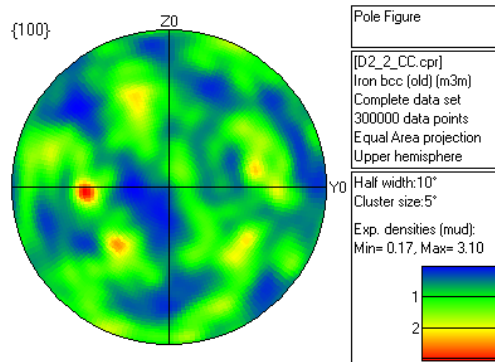 {100}
Z0
Y0
Pole Figure
[D2_2_CC.cpr]
Iron bcc (old) (m3m)
Complete data set
300000 data points
Equal Area projection
Upper hemisphere
Half width:10°
Cluster size:5°
Exp. densities (mud):
Min= 0.17, Max= 3.10
1
2